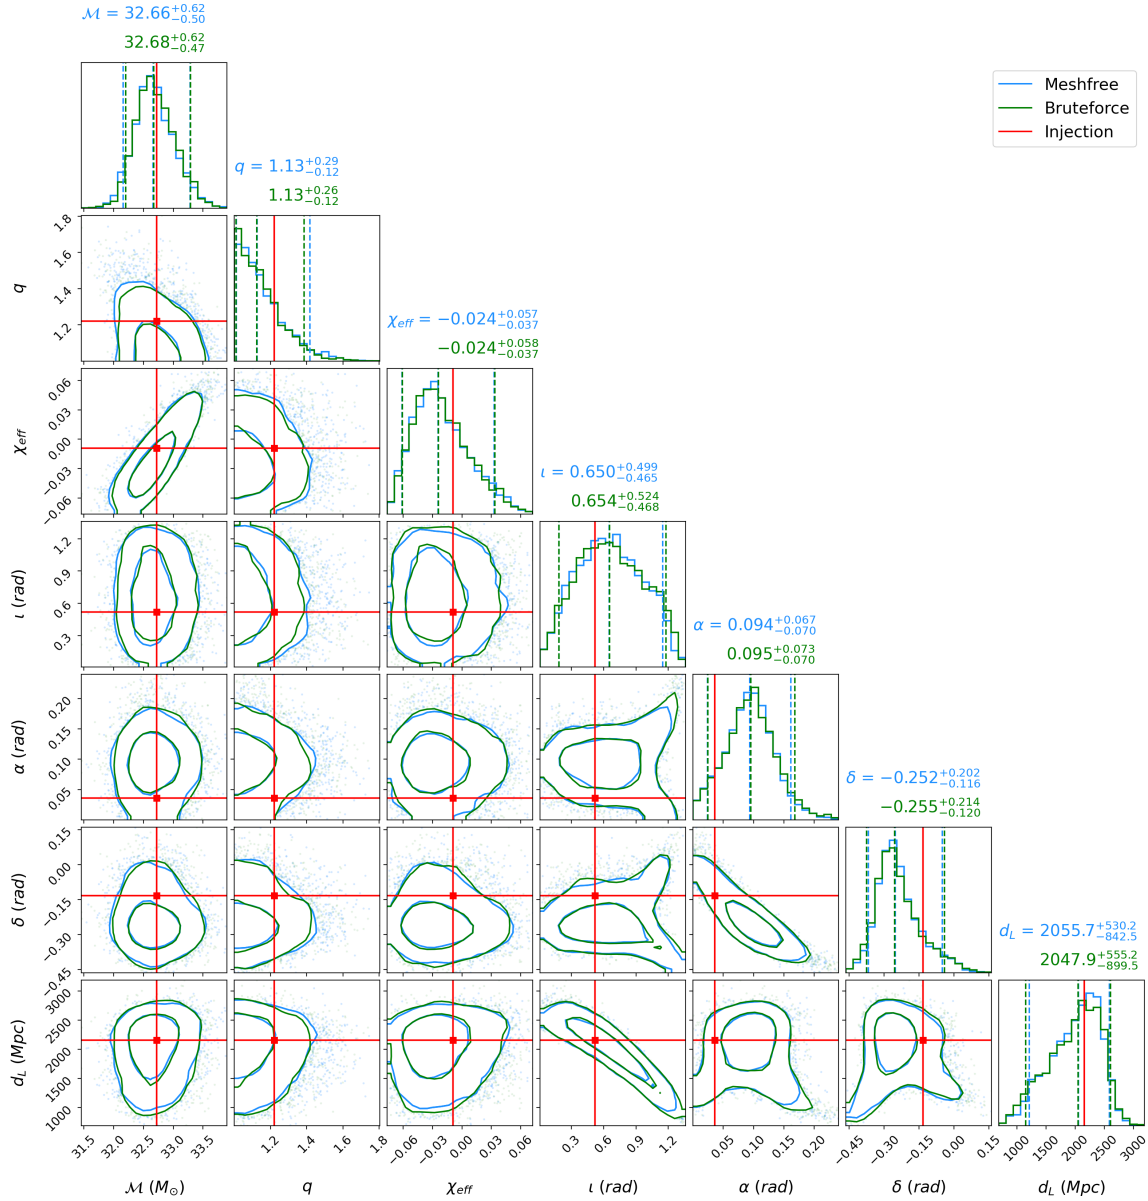 ℳ = 32.66+0.62−0.50
32.68+0.62−0.47
Meshfree
Bruteforce
Injection
q = 1.13+0.29−0.12
1.13+0.26−0.12
1.8
1.6
1.4
1.2
q
χeff = −0.024+0.057−0.037
−0.024+0.058−0.037
0.06
0.03
0.00
−0.03
−0.06
χeff
ι = 0.650+0.499−0.465
0.654+0.524−0.468
1.2
0.9
0.6
0.3
ι (rad)
α = 0.094+0.067−0.070
0.095+0.073−0.070
0.20
0.15
0.10
0.05
α (rad)
δ = −0.252+0.202−0.116
−0.255+0.214−0.120
0.15
0.00
−0.15
−0.30
−0.45
δ (rad)
dL = 2055.7+530.2−842.5
2047.9+555.2−899.5
3000
2500
2000
1500
1000
dL (Mpc)
31.5 32.0 32.5 33.0 33.5
1.2 1.4 1.6 1.8
−0.06 −0.03 0.00 0.03 0.06
0.3 0.6 0.9 1.2
0.05 0.10 0.15 0.20
−0.45 −0.30 −0.15 0.00 0.15
1000 1500 2000 2500 3000
ℳ (M⊙) q χeff ι (rad) α (rad) δ (rad) dL (Mpc)